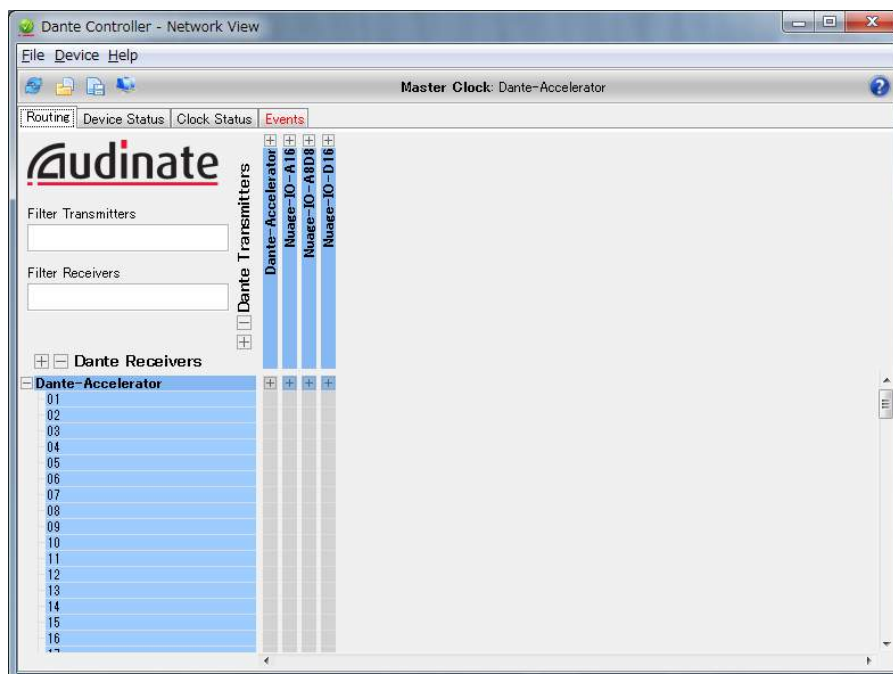 Dante Controller - Network View
File Device Help
Master Clock: Dante-Accelerator
Routing Device Status Clock Status Events
Audinate
Filter Transmitters
Filter Receivers
Dante Transmitters
Dante-Accelerator
Nuage-IO-A16
Nuage-IO-A8D8
Nuage-IO-D16
Dante Receivers
Dante-Accelerator
01
02
03
04
05
06
07
08
09
10
11
12
13
14
15
16